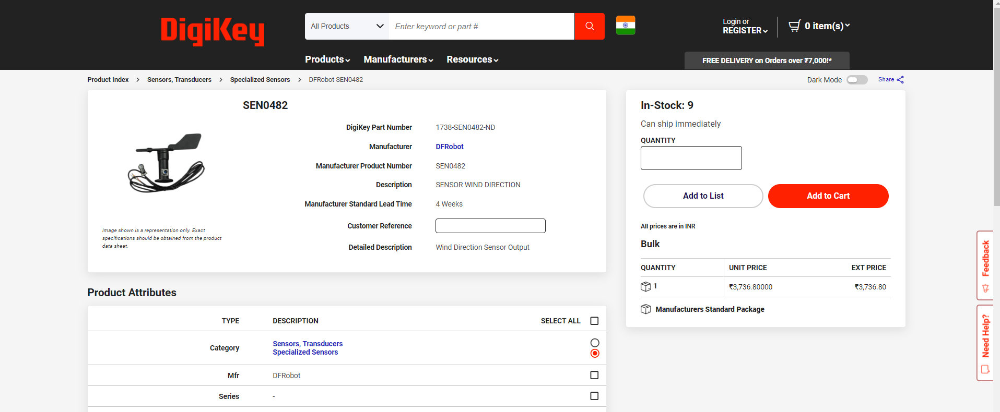 DigiKey
All Products
Enter keyword or part #
Login or
REGISTER
0 item(s)
Products
Manufacturers
Resources
FREE DELIVERY on Orders over ₹7,000!*
Product Index > Sensors, Transducers > Specialized Sensors > DFRobot SEN0482
Dark Mode
Share
SEN0482
DigiKey Part Number 1738-SEN0482-ND
Manufacturer DFRobot
Manufacturer Product Number SEN0482
Description SENSOR WIND DIRECTION
Manufacturer Standard Lead Time 4 Weeks
Customer Reference
Detailed Description Wind Direction Sensor Output
Image shown is a representation only. Exact
specifications should be obtained from the product
data sheet.
In-Stock: 9
Can ship immediately
QUANTITY
Add to List
Add to Cart
All prices are in INR
Bulk
QUANTITY UNIT PRICE EXT PRICE
1 ₹3,736.80000 ₹3,736.80
Manufacturers Standard Package
Product Attributes
TYPE DESCRIPTION SELECT ALL
Category Sensors, Transducers
Specialized Sensors
Mfr DFRobot
Series -
Feedback
Need Help?